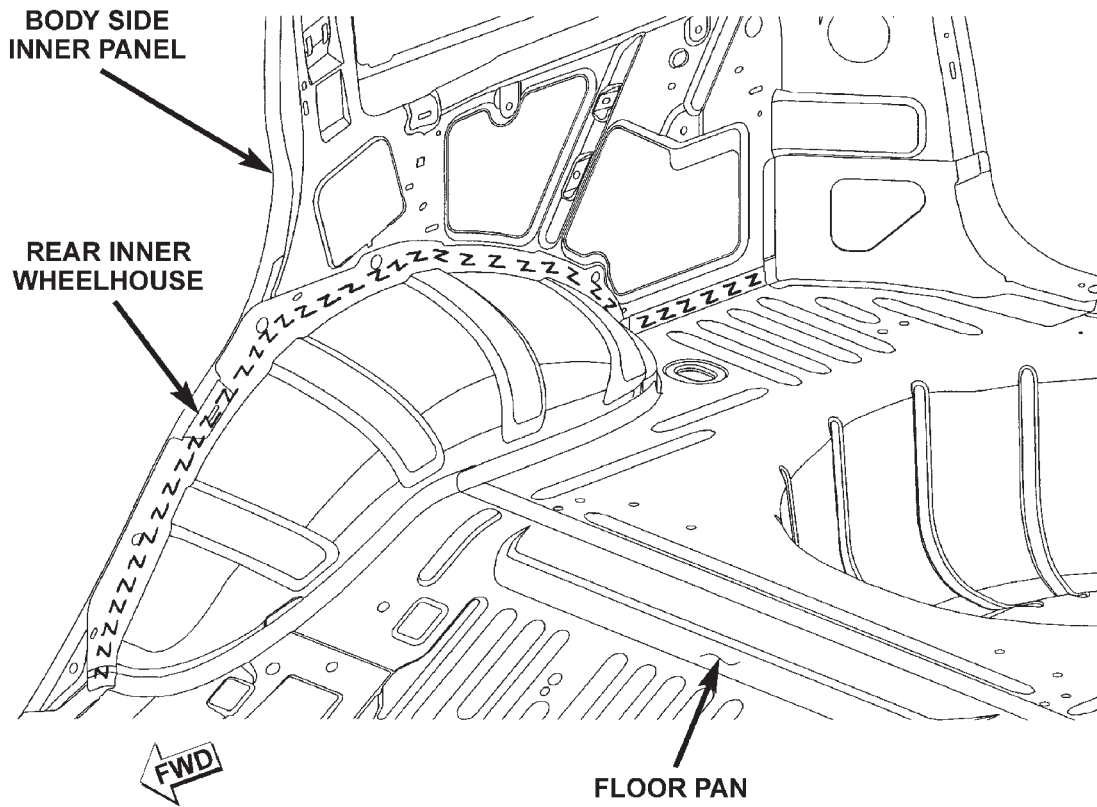 BODY SIDE
INNER PANEL
REAR INNER
WHEELHOUSE
FWD
FLOOR PAN